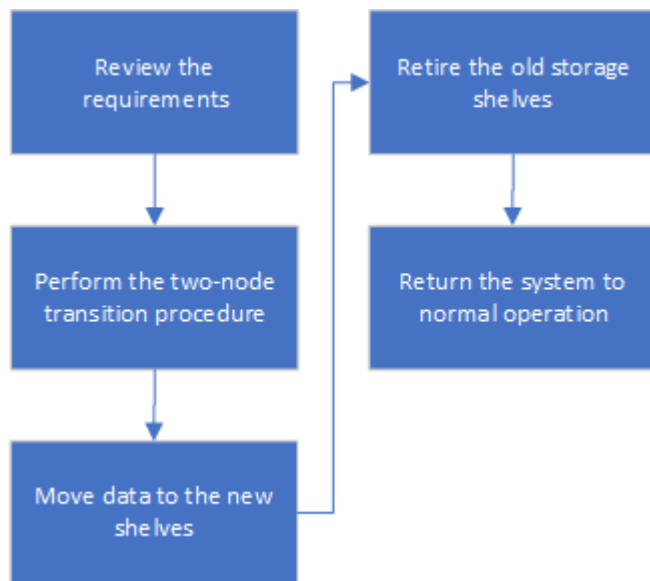 Review the
requirements
Perform the two-node
transition procedure
Move data to the new
shelves
Retire the old storage
shelves
Return the system to
normal operation